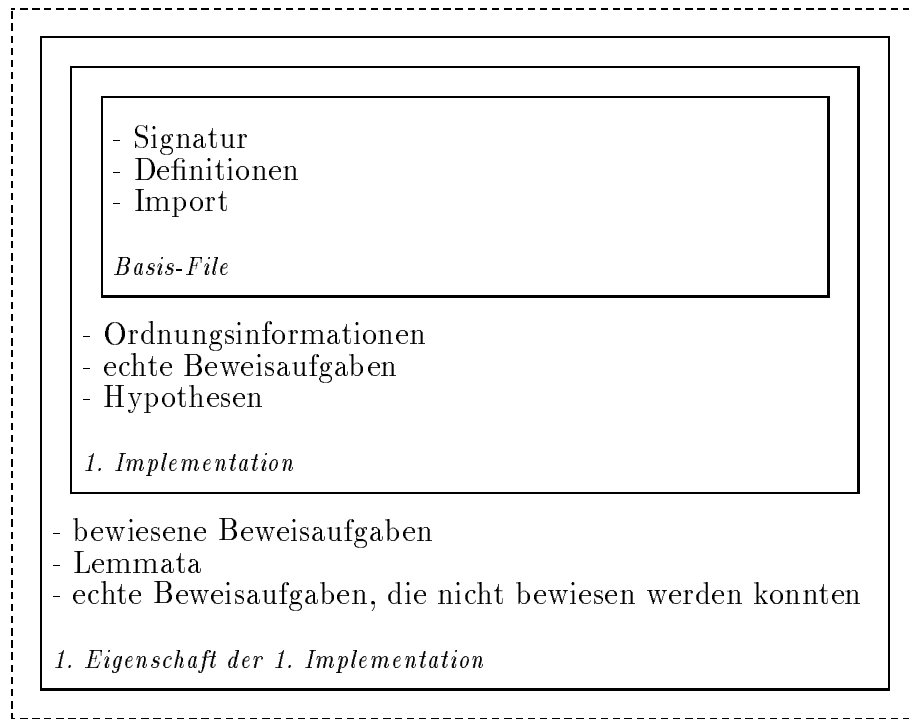 - Signatur
- Definitionen
- Import
Basis-File
- Ordnungsinformationen
- echte Beweisaufgaben
- Hypothesen
1. Implementation
- bewiesene Beweisaufgaben
- Lemmata
- echte Beweisaufgaben, die nicht bewiesen werden konnten
1. Eigenschaft der 1. Implementation